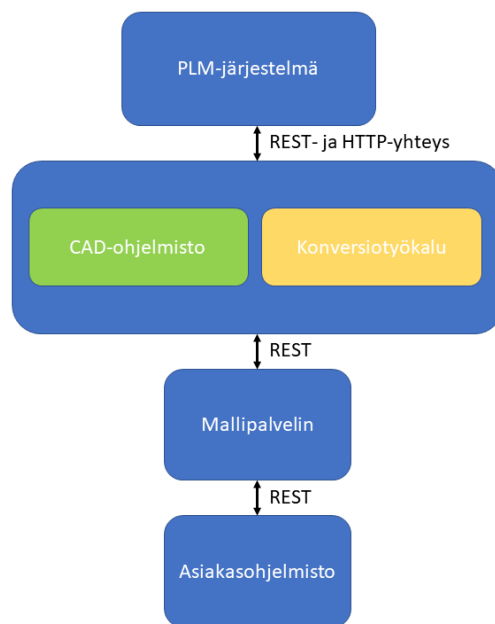 PLM-järjestelmä
REST- ja HTTP-yhteys
CAD-ohjelmisto
Konversiotyökalu
REST
Mallipalvelin
REST
Asiakasohjelmisto